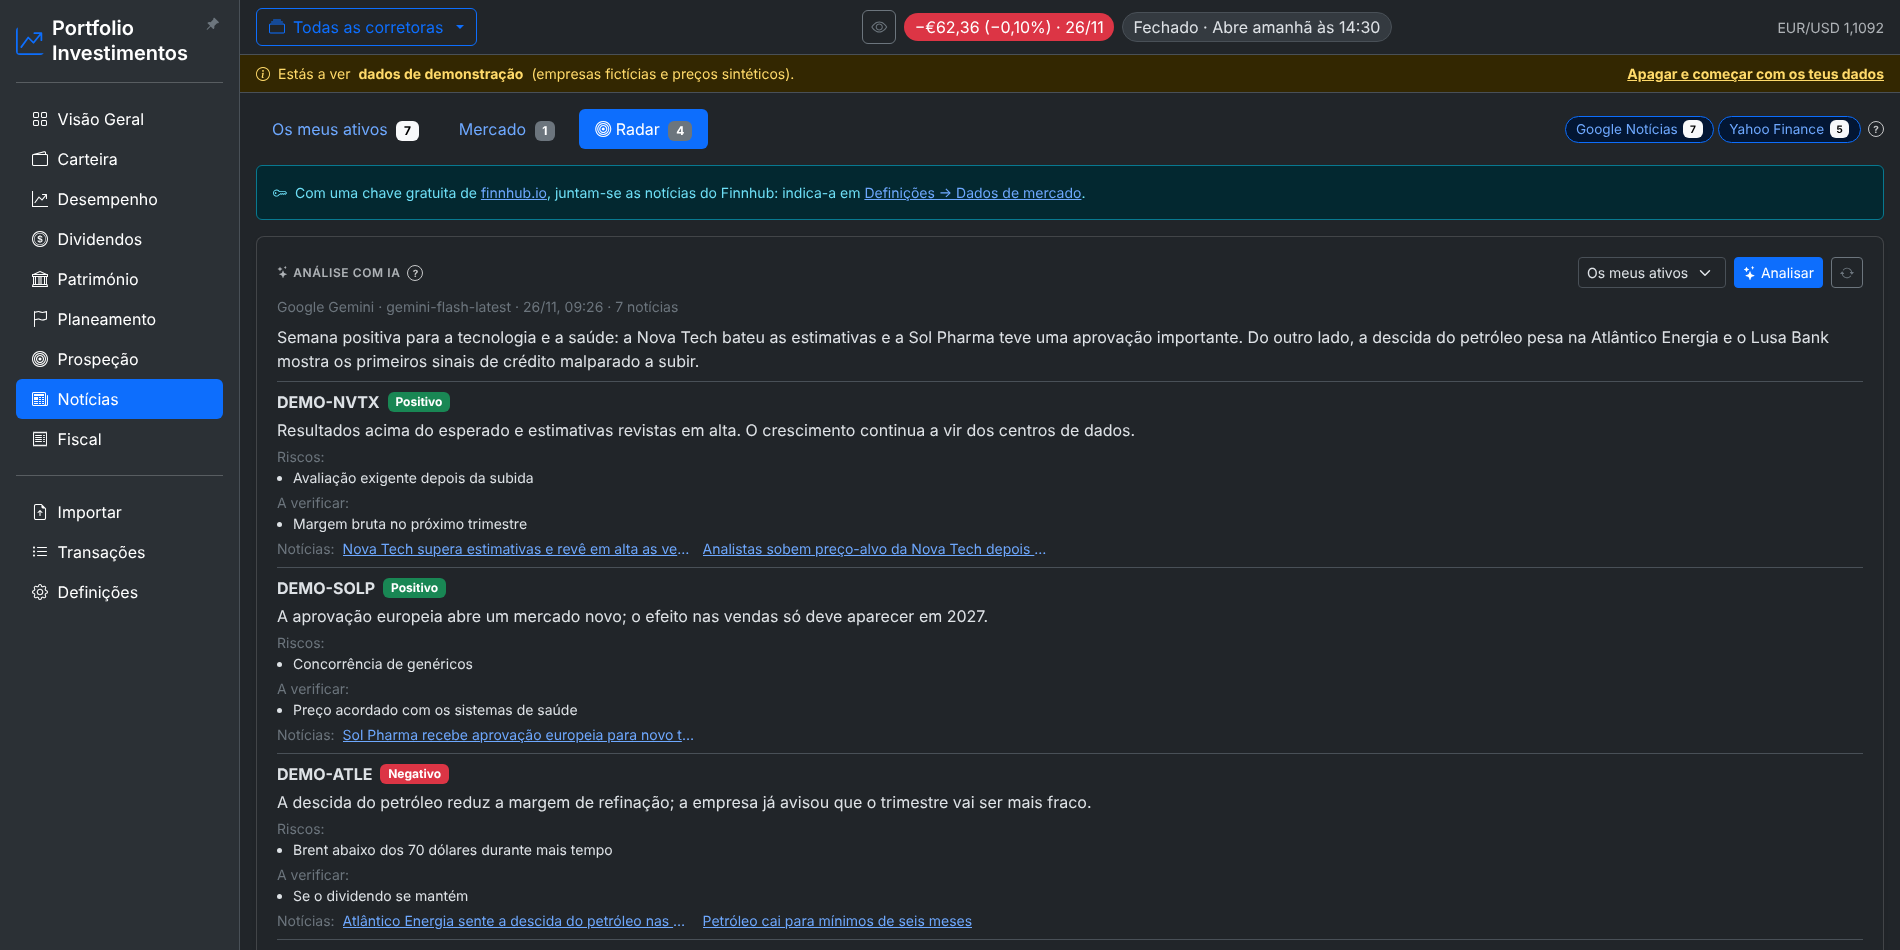 Portfolio
Investimentos
Todas as corretoras
−€62,36 (−0,10%) · 26/11
Fechado · Abre amanhã às 14:30
EUR/USD 1,1092
Estás a ver dados de demonstração (empresas fictícias e preços sintéticos).
Apagar e começar com os teus dados
Visão Geral
Carteira
Desempenho
Dividendos
Património
Planeamento
Prospeção
Notícias
Fiscal
Importar
Transações
Definições
Os meus ativos 7
Mercado 1
Radar 4
Google Notícias 7
Yahoo Finance 5
?
Com uma chave gratuita de finnhub.io, juntam-se as notícias do Finnhub: indica-a em Definições → Dados de mercado.
ANÁLISE COM IA ?
Os meus ativos
Analisar
Google Gemini · gemini-flash-latest · 26/11, 09:26 · 7 notícias
Semana positiva para a tecnologia e a saúde: a Nova Tech bateu as estimativas e a Sol Pharma teve uma aprovação importante. Do outro lado, a descida do petróleo pesa na Atlântico Energia e o Lusa Bank
mostra os primeiros sinais de crédito malparado a subir.
DEMO-NVTX Positivo
Resultados acima do esperado e estimativas revistas em alta. O crescimento continua a vir dos centros de dados.
Riscos:
• Avaliação exigente depois da subida
A verificar:
• Margem bruta no próximo trimestre
Notícias: Nova Tech supera estimativas e revê em alta as ve... Analistas sobem preço-alvo da Nova Tech depois ...
DEMO-SOLP Positivo
A aprovação europeia abre um mercado novo; o efeito nas vendas só deve aparecer em 2027.
Riscos:
• Concorrência de genéricos
A verificar:
• Preço acordado com os sistemas de saúde
Notícias: Sol Pharma recebe aprovação europeia para novo t...
DEMO-ATLE Negativo
A descida do petróleo reduz a margem de refinação; a empresa já avisou que o trimestre vai ser mais fraco.
Riscos:
• Brent abaixo dos 70 dólares durante mais tempo
A verificar:
• Se o dividendo se mantém
Notícias: Atlântico Energia sente a descida do petróleo nas ... Petróleo cai para mínimos de seis meses